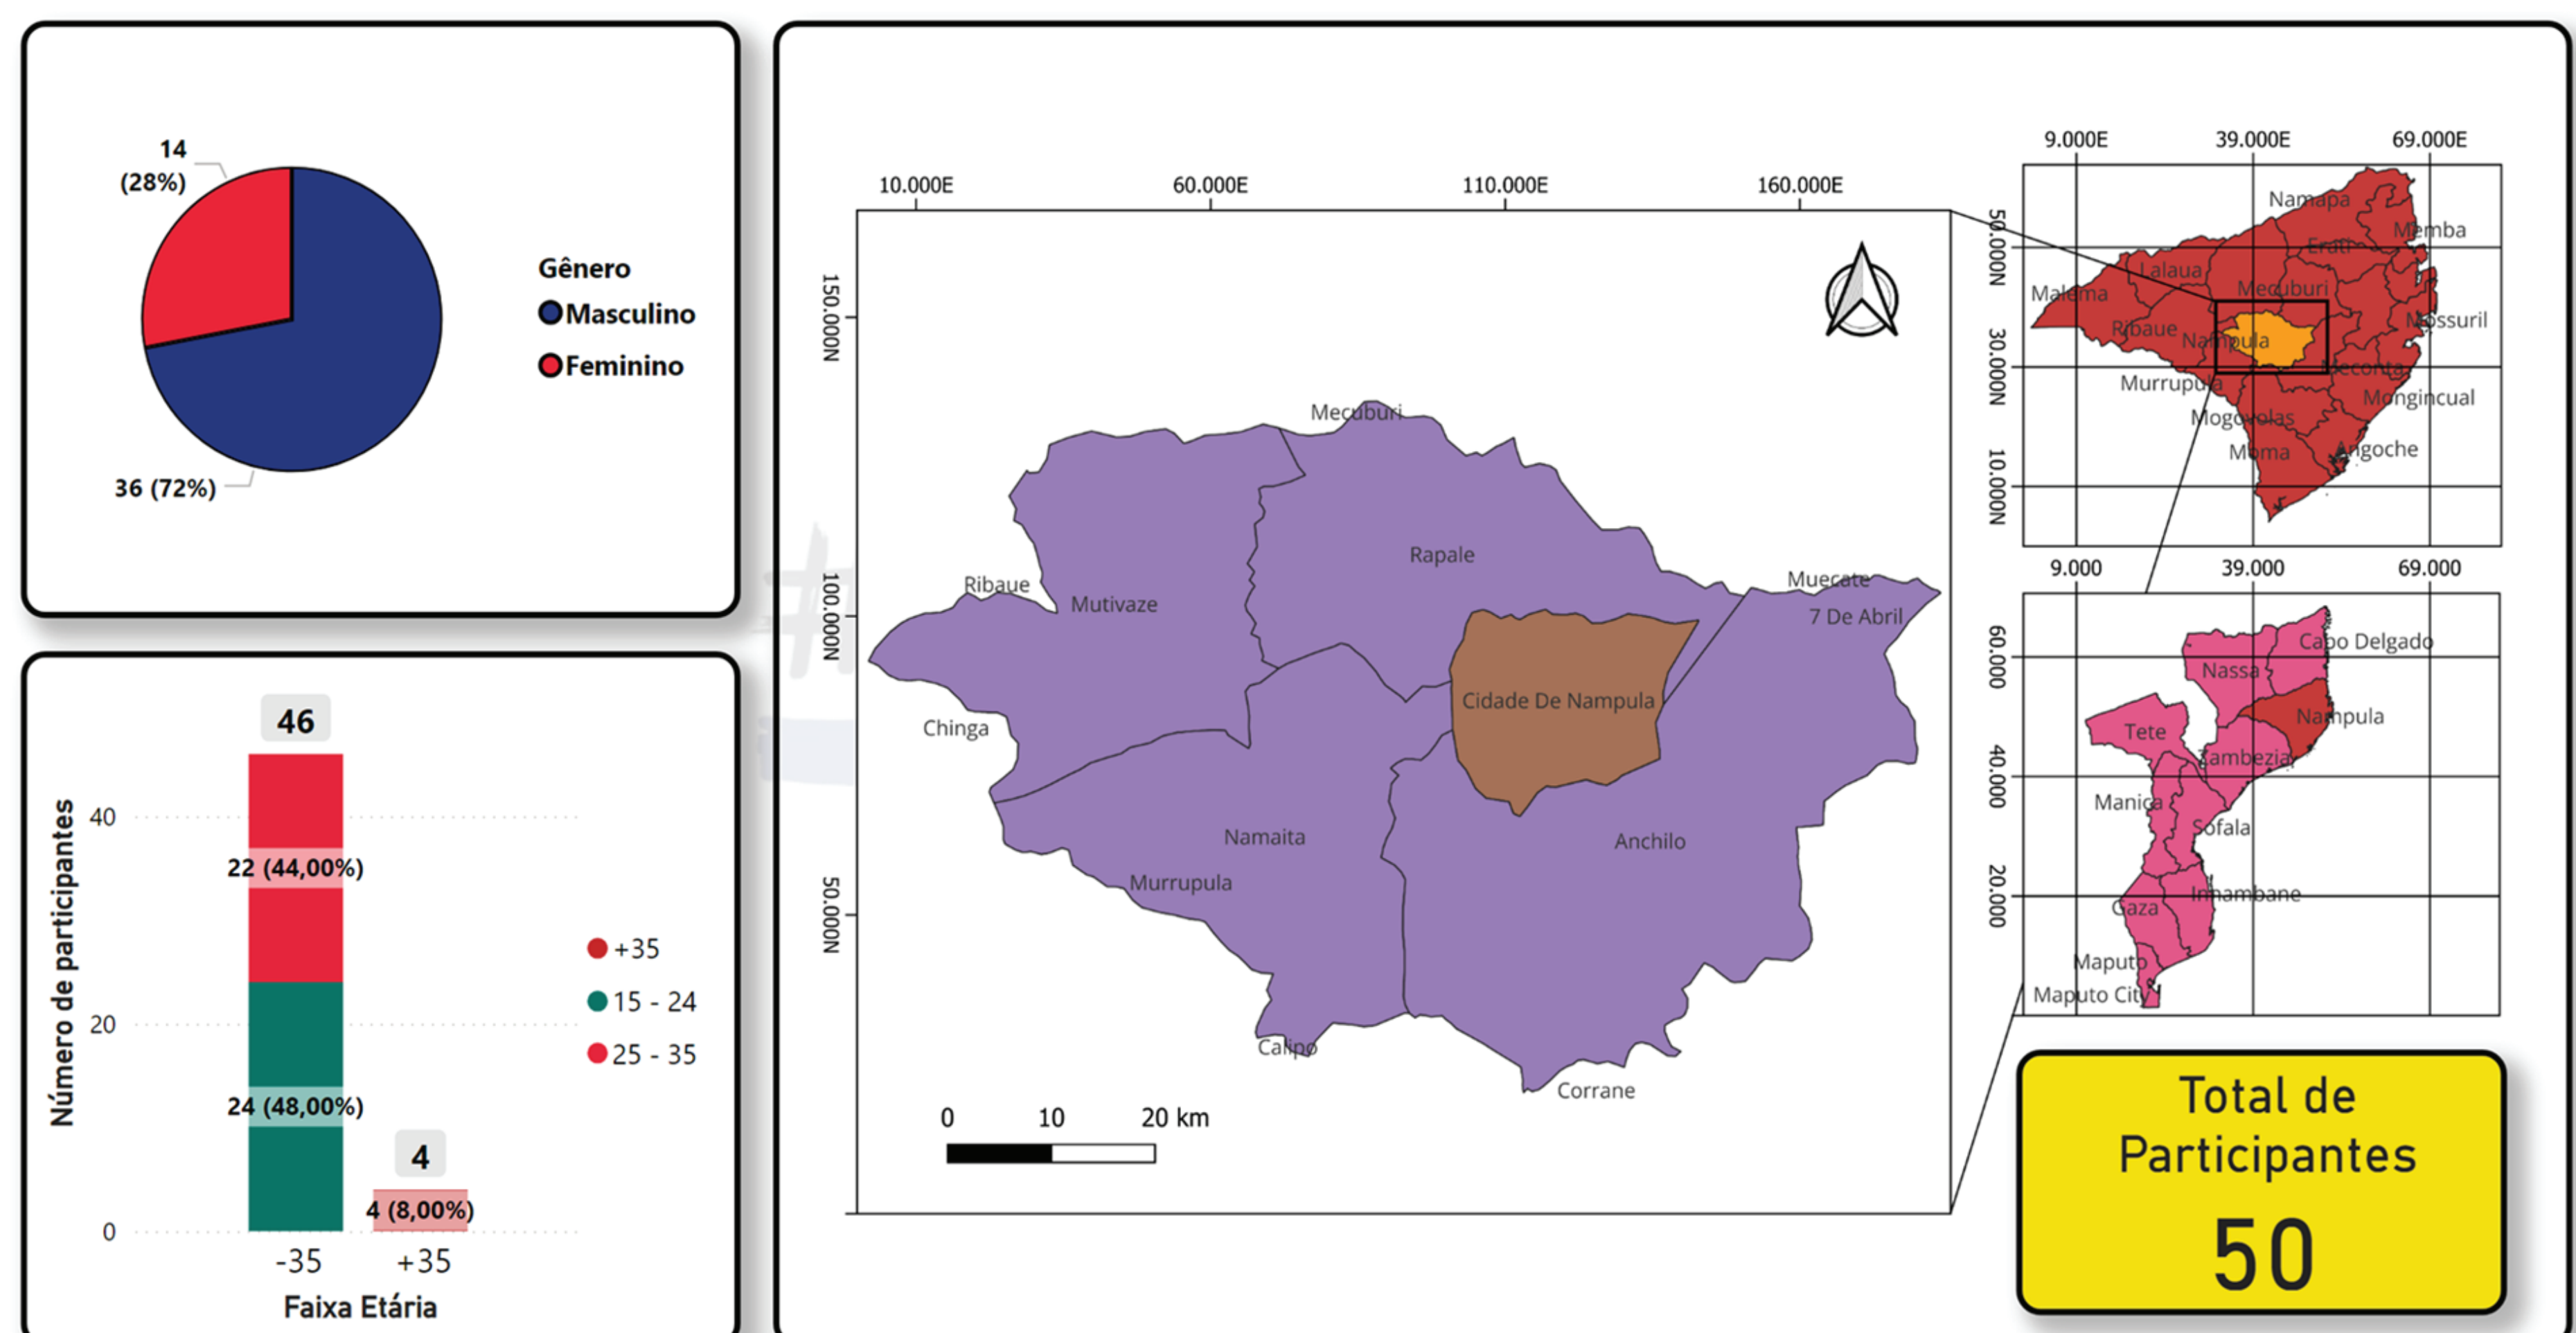 14
(28%)
36 (72%)
Gênero
Masculino
Feminino
46
22 (44,00%)
24 (48,00%)
4
4 (8,00%)
40
20
0
-35
+35
Número de participantes
Faixa Etária
+35
15 - 24
25 - 35
10.000E
60.000E
110.000E
160.000E
150.000N
100.000N
50.000N
Mecuburi
Rapale
Ribaue
Mutivaze
Muecate
7 De Abril
Cidade De Nampula
Chinga
Namaita
Anchilo
Murrupula
Calipo
Corrane
0
10
20 km
9.000E
39.000E
69.000E
50.000N
30.000N
10.000N
Namapa
Memba
Erati
Lalaua
Mecuburi
Malema
Mossuril
Ribaue
Nampula
Meconta
Murrupula
Mongincual
Mogovolas
Moma
Angoche
9.000
39.000
69.000
60.000
40.000
20.000
Cabo Delgado
Nassa
Nampula
Tete
Zambezia
Manica
Sofala
Inhambane
Gaza
Maputo
Maputo City
Total de
Participantes
50